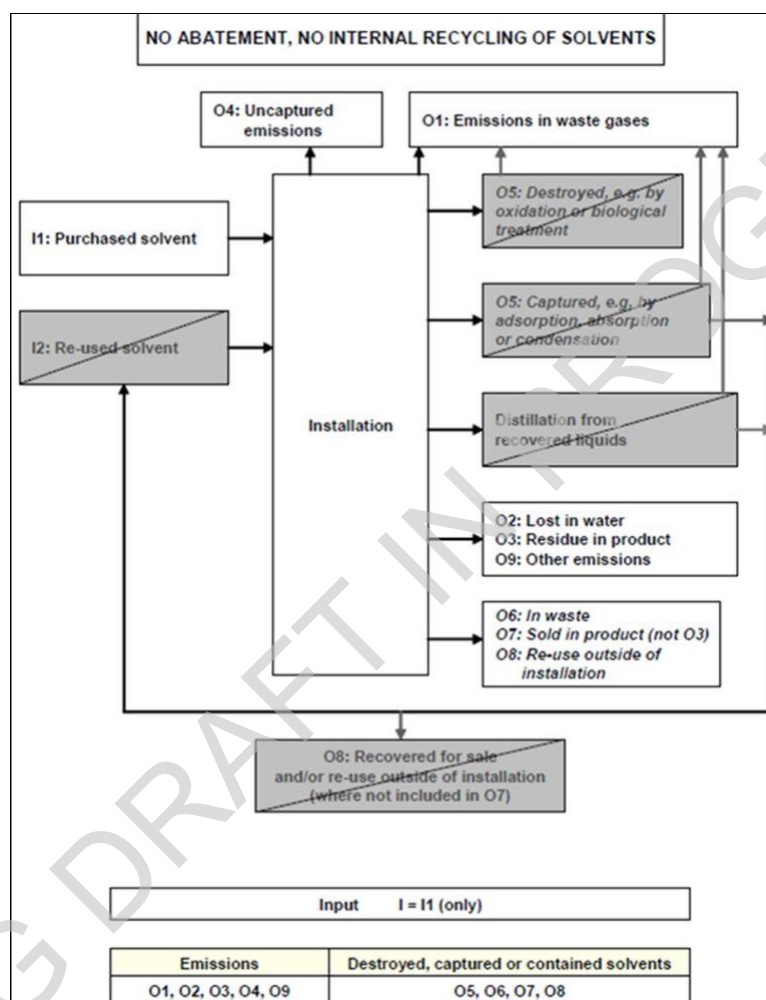 NO ABATEMENT, NO INTERNAL RECYCLING OF SOLVENTS
O4: Uncaptured
emissions
O1: Emissions in waste gases
I1: Purchased solvent
O5: Destroyed, e.g. by
oxidation or biological
treatment
I2: Re-used solvent
O5: Captured, e.g, by
adsorption, absorption
or condensation
Installation
Distillation from
recovered liquids
O2: Lost in water
O3: Residue in product
O9: Other emissions
O6: In waste
O7: Sold in product (not O3)
O8: Re-use outside of
installation
O8: Recovered for sale
and/or re-use outside of installation
(where not included in O7)
Input I = I1 (only)
Emissions Destroyed, captured or contained solvents
O1, O2, O3, O4, O9 O5, O6, O7, O8
G DRAFT IN PROG